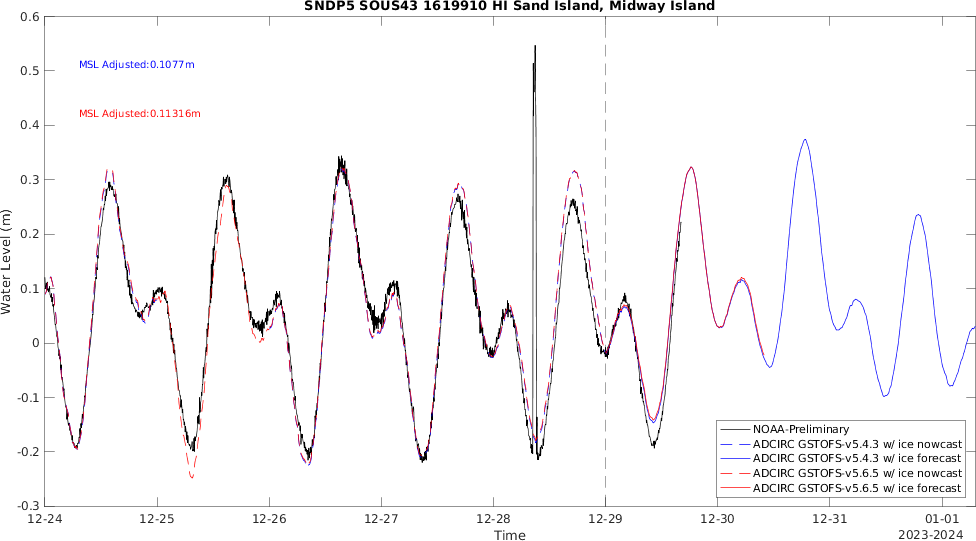 SNDP5 SOUS43 1619910 HI Sand Island, Midway Island
0.6
0.5
0.4
0.3
0.2
0.1
0
-0.1
-0.2
-0.3
Water Level (m)
MSL Adjusted:0.1077m
MSL Adjusted:0.11316m
NOAA-Preliminary
ADCIRC GSTOFS-v5.4.3 w/ ice nowcast
ADCIRC GSTOFS-v5.4.3 w/ ice forecast
ADCIRC GSTOFS-v5.6.5 w/ ice nowcast
ADCIRC GSTOFS-v5.6.5 w/ ice forecast
12-24 12-25 12-26 12-27 12-28 12-29 12-30 12-31 01-01
Time
2023-2024